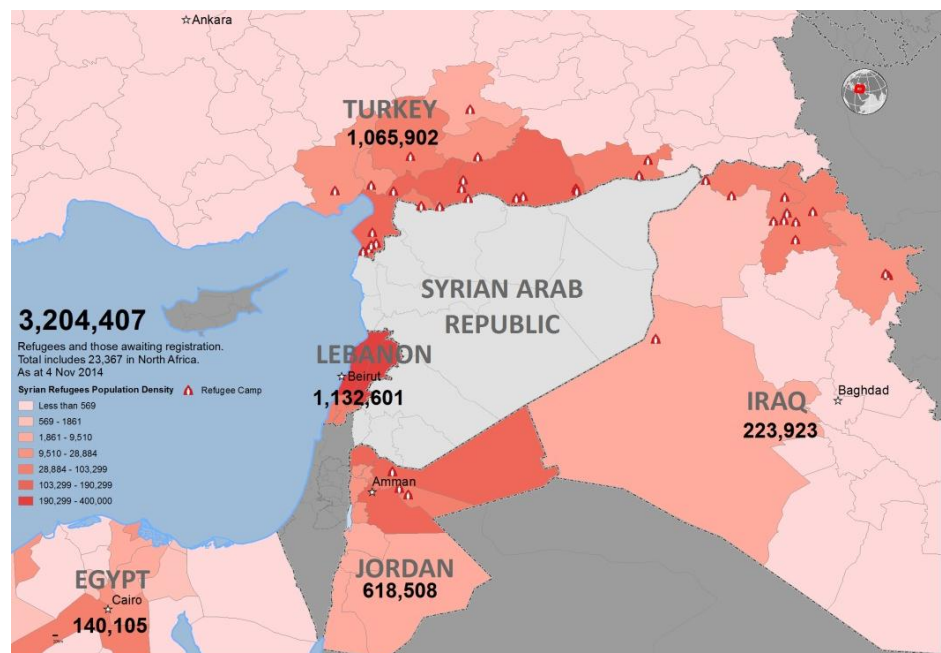 Ankara
TURKEY
1,065,902
SYRIAN ARAB
REPUBLIC
3,204,407
Refugees and those awaiting registration.
Total includes 23,367 in North Africa.
As at 4 Nov 2014
Syrian Refugees Population Density
Refugee Camp
Less than 569
569 - 1861
1,861 - 9,510
9,510 - 28,884
28,884 - 103,299
103,299 - 190,299
190,299 - 400,000
LEBANON
Beirut
1,132,601
Baghdad
IRAQ
223,923
Amman
JORDAN
618,508
EGYPT
Cairo
140,105